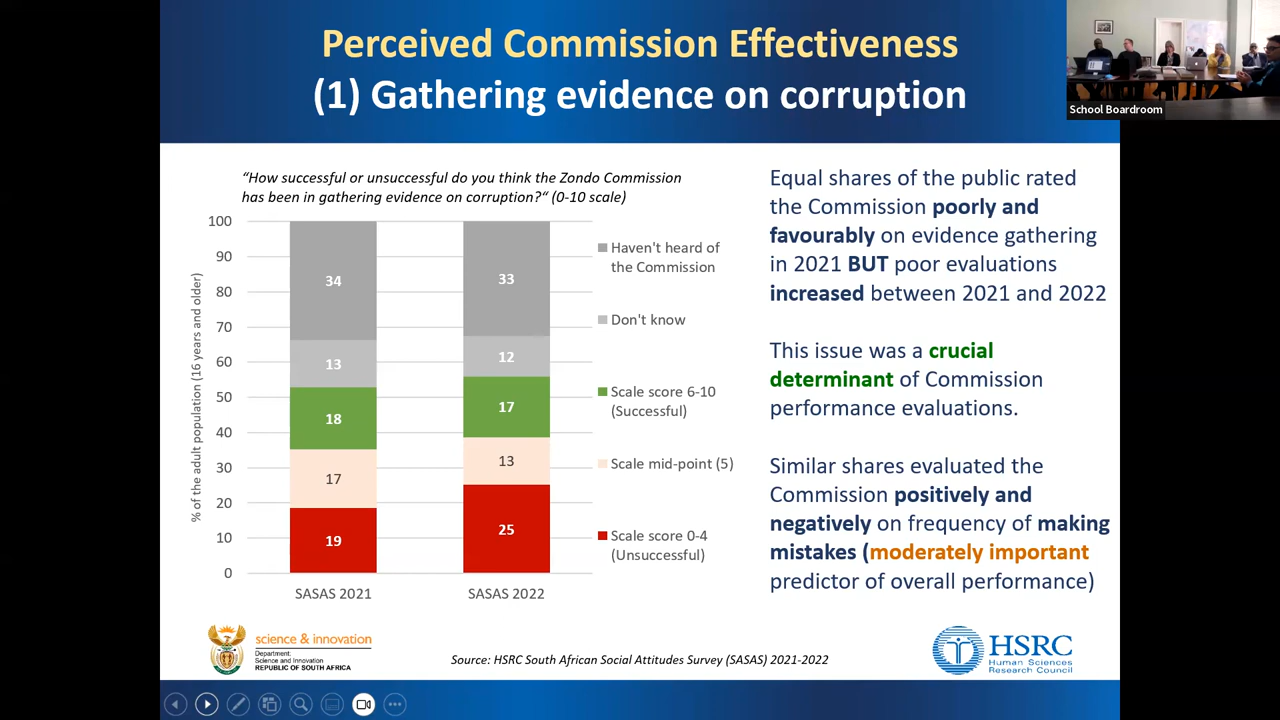 Perceived Commission Effectiveness
(1) Gathering evidence on corruption
School Boardroom
“How successful or unsuccessful do you think the Zondo Commission
has been in gathering evidence on corruption?“ (0-10 scale)
% of the adult population (16 years and older)
100
90
80
70
60
50
40
30
20
10
0
34
13
18
17
19
33
12
17
13
25
SASAS 2021
SASAS 2022
Haven't heard of
the Commission
Don't know
Scale score 6-10
(Successful)
Scale mid-point (5)
Scale score 0-4
(Unsuccessful)
Equal shares of the public rated
the Commission poorly and
favourably on evidence gathering
in 2021 BUT poor evaluations
increased between 2021 and 2022
This issue was a crucial
determinant of Commission
performance evaluations.
Similar shares evaluated the
Commission positively and
negatively on frequency of making
mistakes (moderately important
predictor of overall performance)
science & innovation
Department:
Science and Innovation
REPUBLIC OF SOUTH AFRICA
Source: HSRC South African Social Attitudes Survey (SASAS) 2021-2022
HSRC
Human Sciences
Research Council